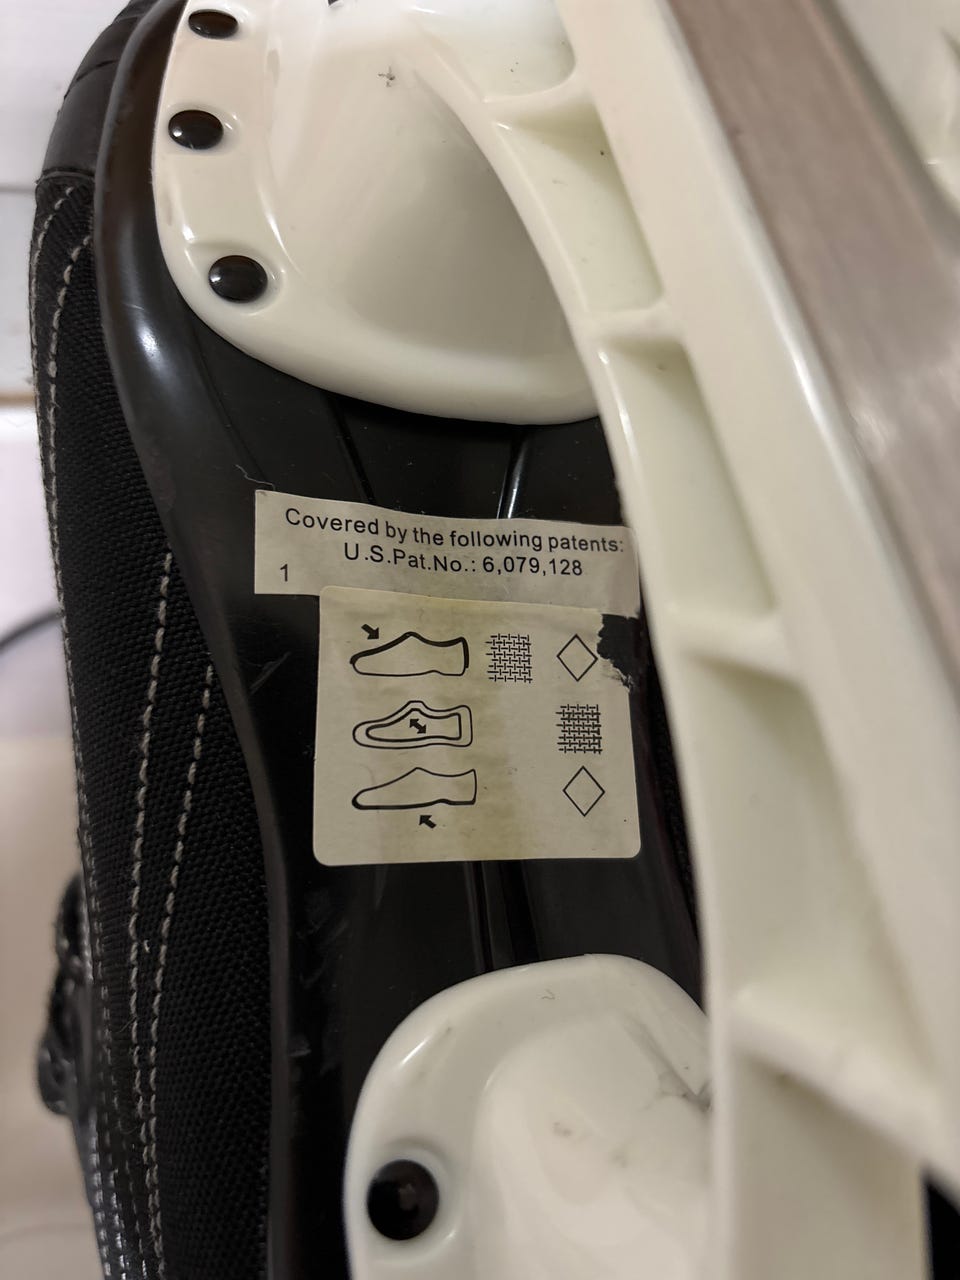 Covered by the following patents:
U.S.Pat.No.: 6,079,128
1